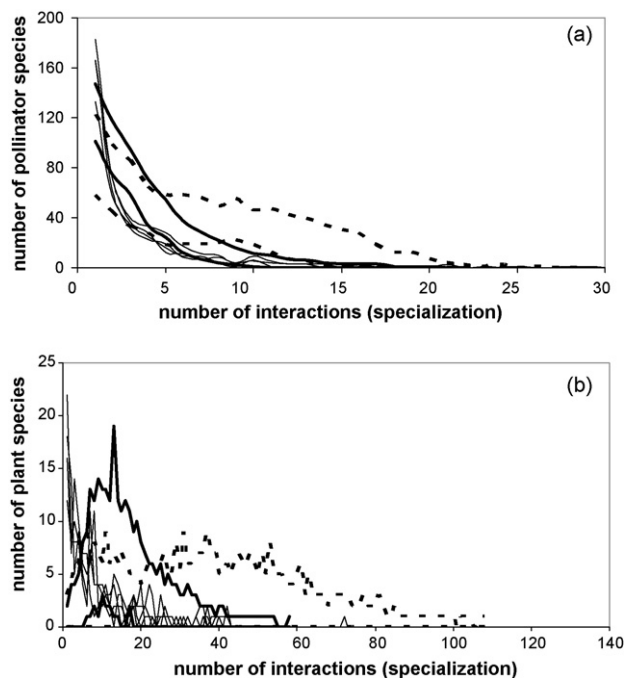 (a)
number of pollinator species
200
160
120
80
40
0
0 5 10 15 20 25 30
number of interactions (specialization)
(b)
number of plant species
25
20
15
10
5
0
0 20 40 60 80 100 120 140
number of interactions (specialization)